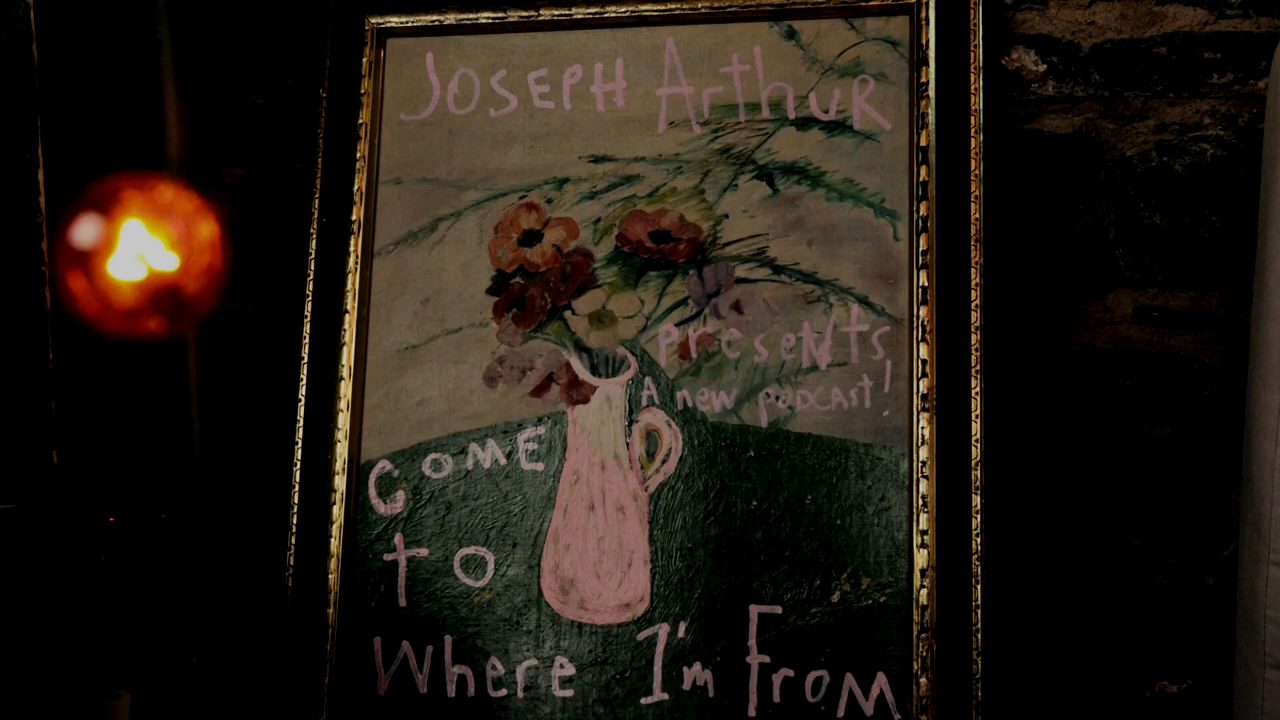 JOSEPH ArthUR
preseNts
A new podcast!
COME
to
Where I'm FroM